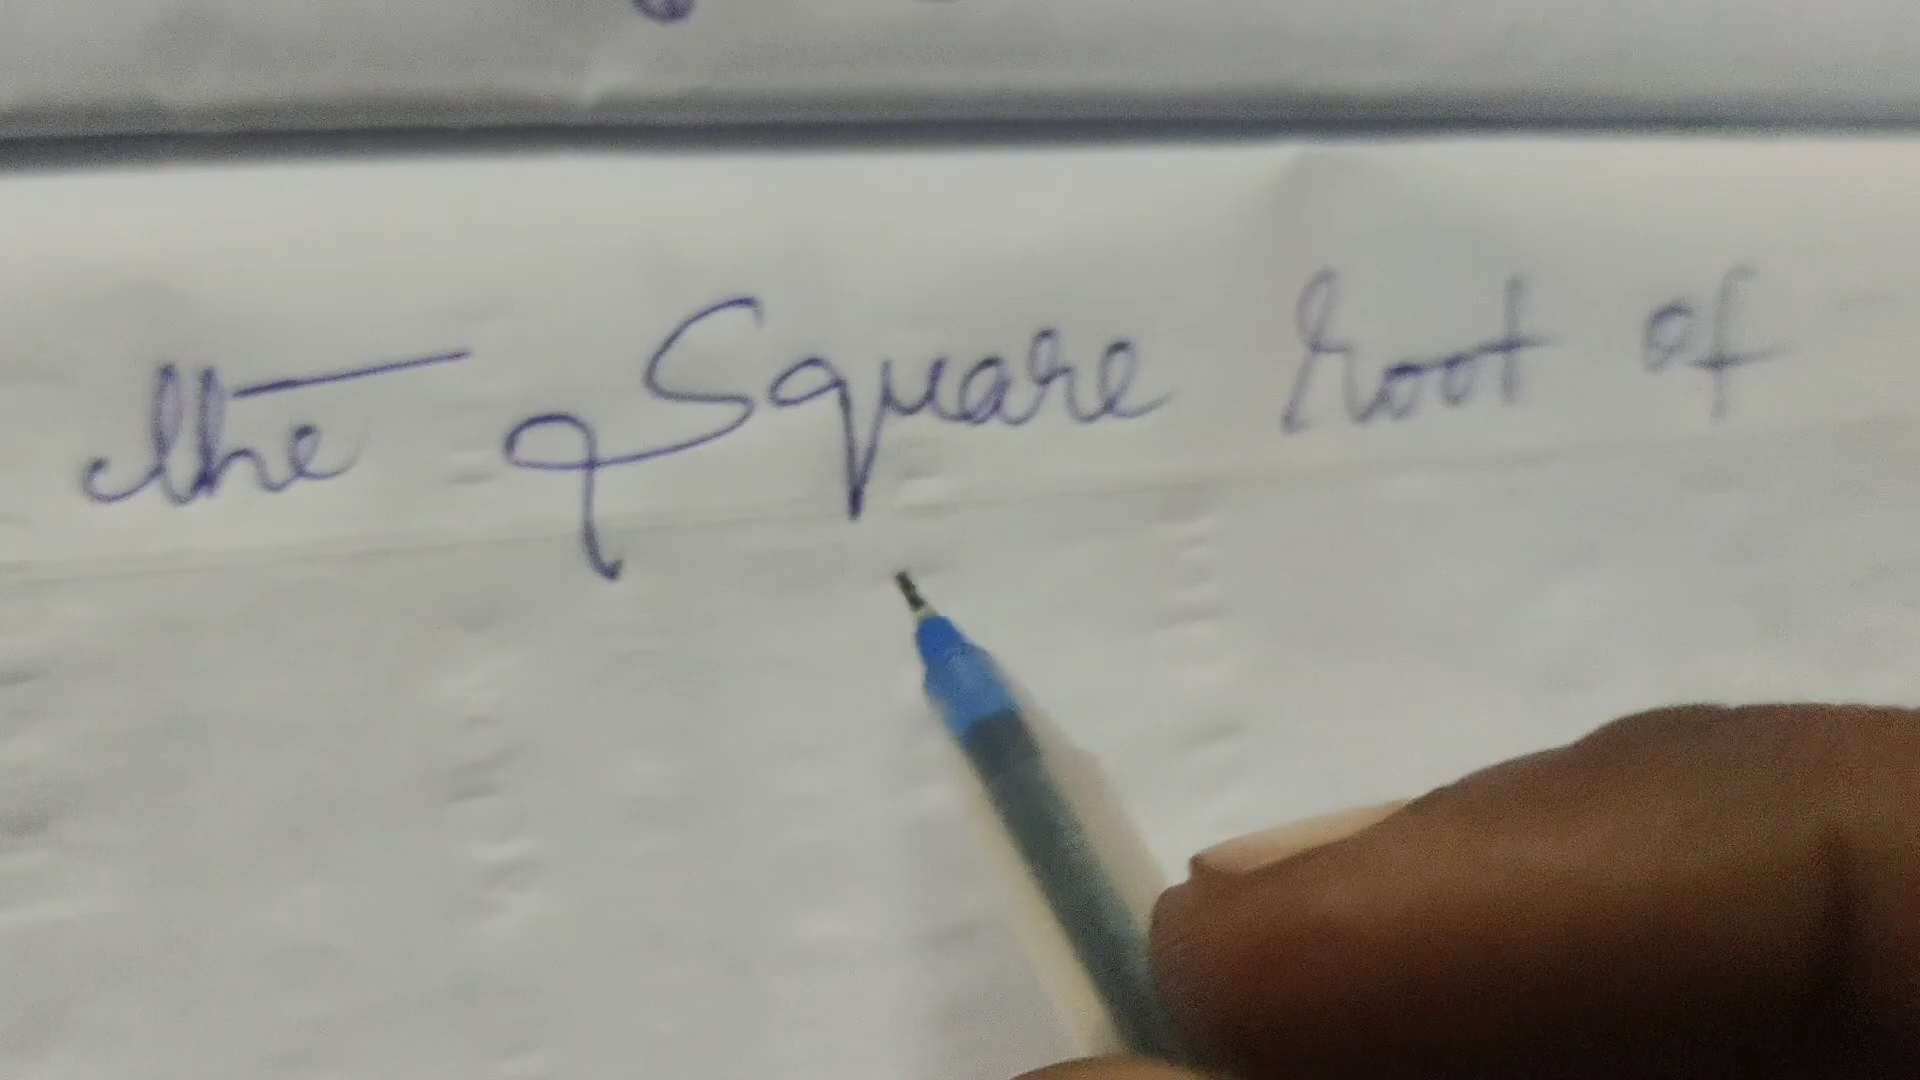 the Square root of